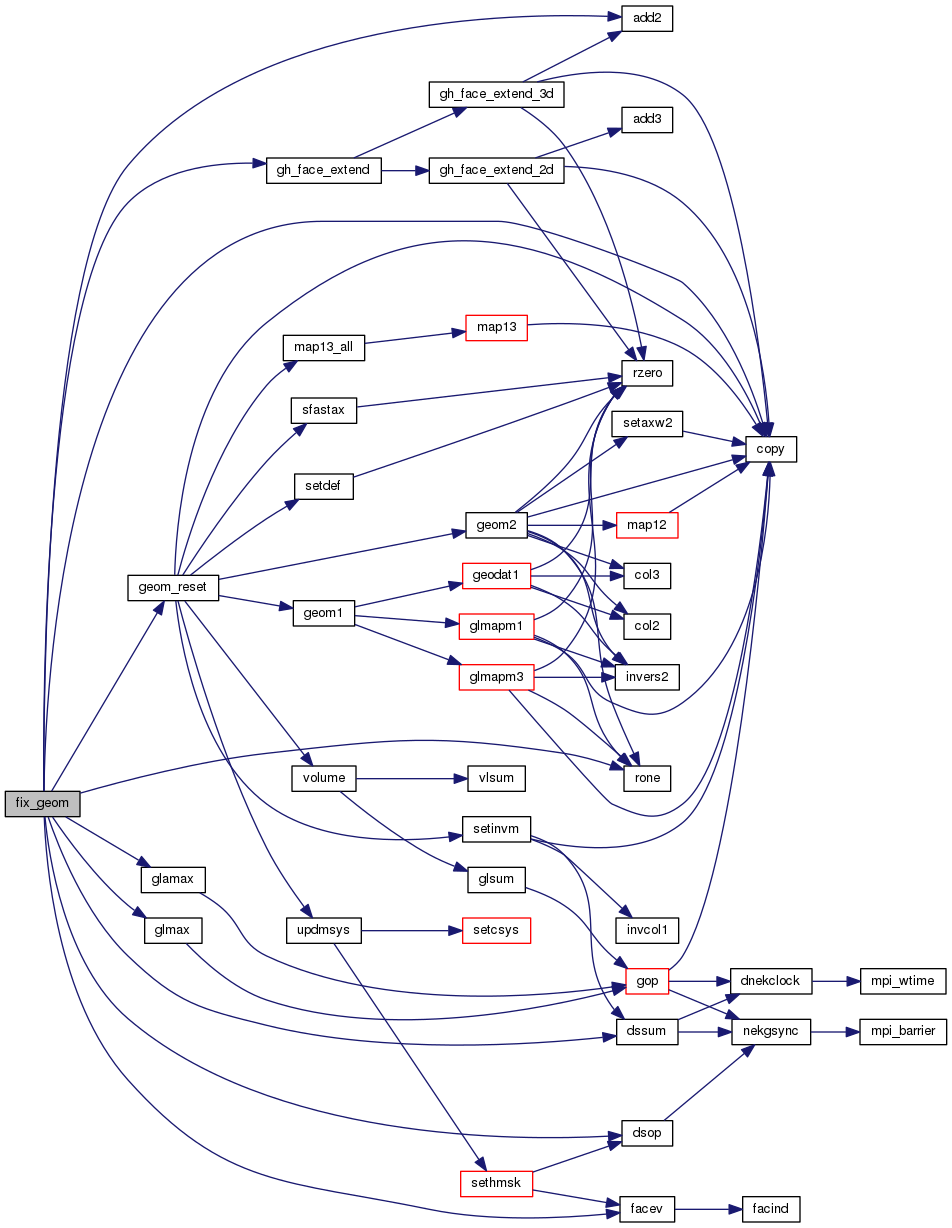 add2
gh_face_extend_3d
add3
gh_face_extend
gh_face_extend_2d
map13
map13_all
rzero
sfastax
setaxw2
copy
setdef
geom2
map12
geodat1
col3
geom_reset
geom1
glmapm1
col2
glmapm3
invers2
volume
vlsum
rone
fix_geom
setinvm
glamax
glsum
glmax
updmsys
setcsys
invcol1
gop
dnekclock
mpi_wtime
dssum
nekgsync
mpi_barrier
dsop
sethmsk
facev
facind